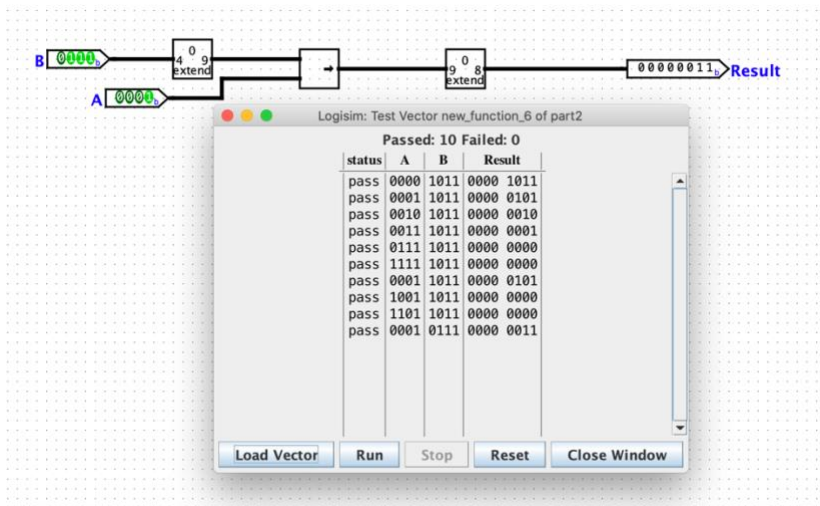 0
4 9
extend
→
0
9 8
extend
B 0111b
A 0001b
00000011b Result
Logisim: Test Vector new_function_6 of part2
Passed: 10 Failed: 0
status A B Result
pass 0000 1011 0000 1011
pass 0001 1011 0000 0101
pass 0010 1011 0000 0010
pass 0011 1011 0000 0001
pass 0111 1011 0000 0000
pass 1111 1011 0000 0000
pass 0001 1011 0000 0101
pass 1001 1011 0000 0000
pass 1101 1011 0000 0000
pass 0001 0111 0000 0011
Load Vector Run Stop Reset Close Window